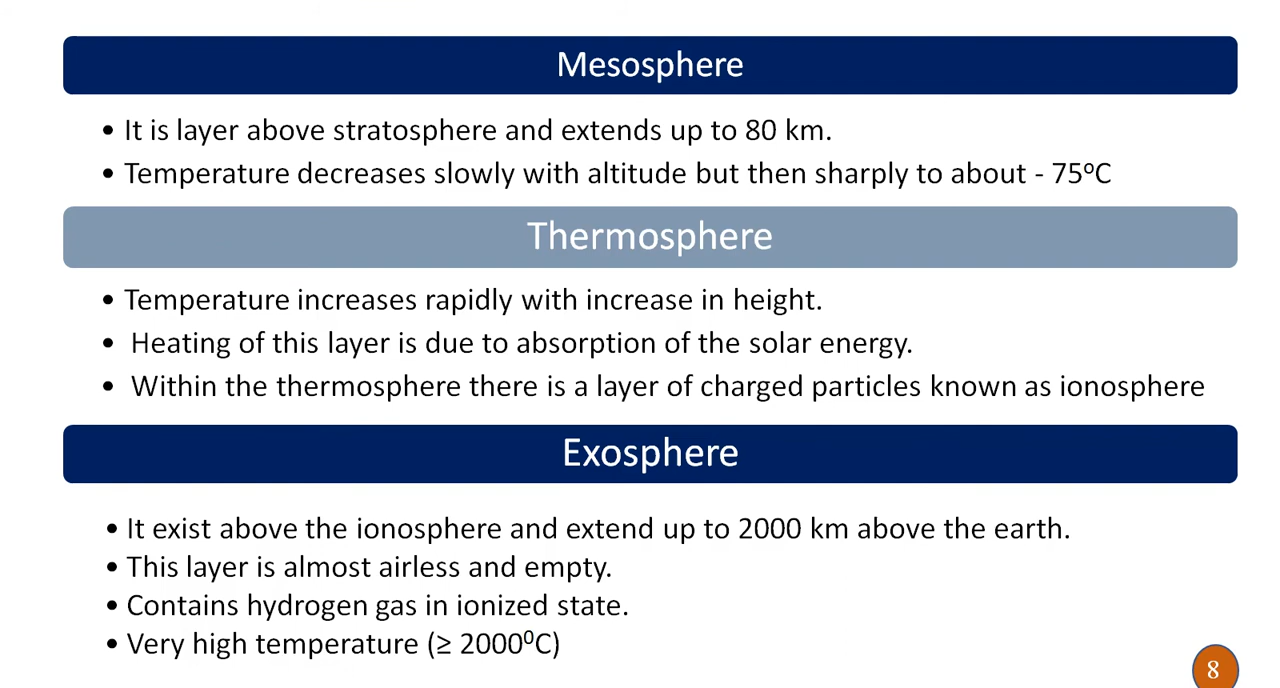 Mesosphere
• It is layer above stratosphere and extends up to 80 km.
• Temperature decreases slowly with altitude but then sharply to about - 75⁰C
Thermosphere
• Temperature increases rapidly with increase in height.
• Heating of this layer is due to absorption of the solar energy.
• Within the thermosphere there is a layer of charged particles known as ionosphere
Exosphere
• It exist above the ionosphere and extend up to 2000 km above the earth.
• This layer is almost airless and empty.
• Contains hydrogen gas in ionized state.
• Very high temperature (≥ 2000⁰C)
8